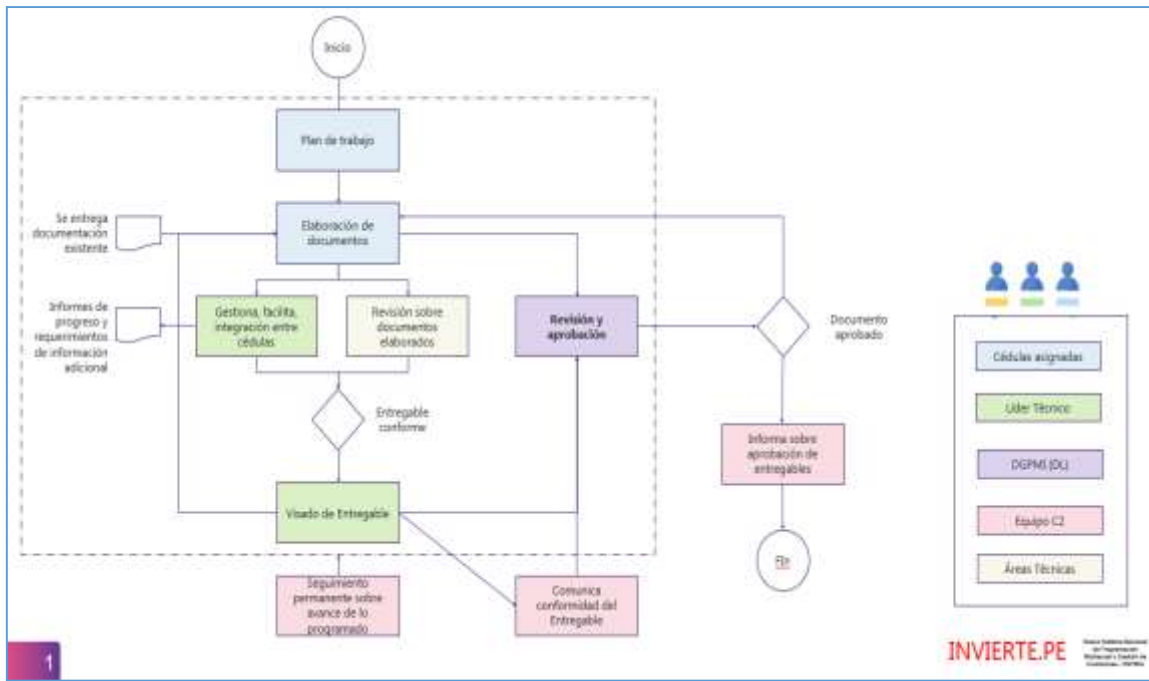 Inicio
Plan de trabajo
Se entrega
documentación
existente
Elaboración de
documentos
Informes de
progreso y
requerimientos
de información
adicional
Gestiona, facilita,
integración entre
cédulas
Revisión sobre
documentos
elaborados
Revisión y
aprobación
Documento
aprobado
Entregable
conforme
Informa sobre
aprobación de
entregables
Visado de Entregable
Fin
Seguimiento
permanente sobre
avance de lo
programado
Comunica
conformidad del
Entregable
Cédulas asignadas
Líder Técnico
DGPMI (DL)
Equipo C2
Áreas Técnicas
1
INVIERTE.PE